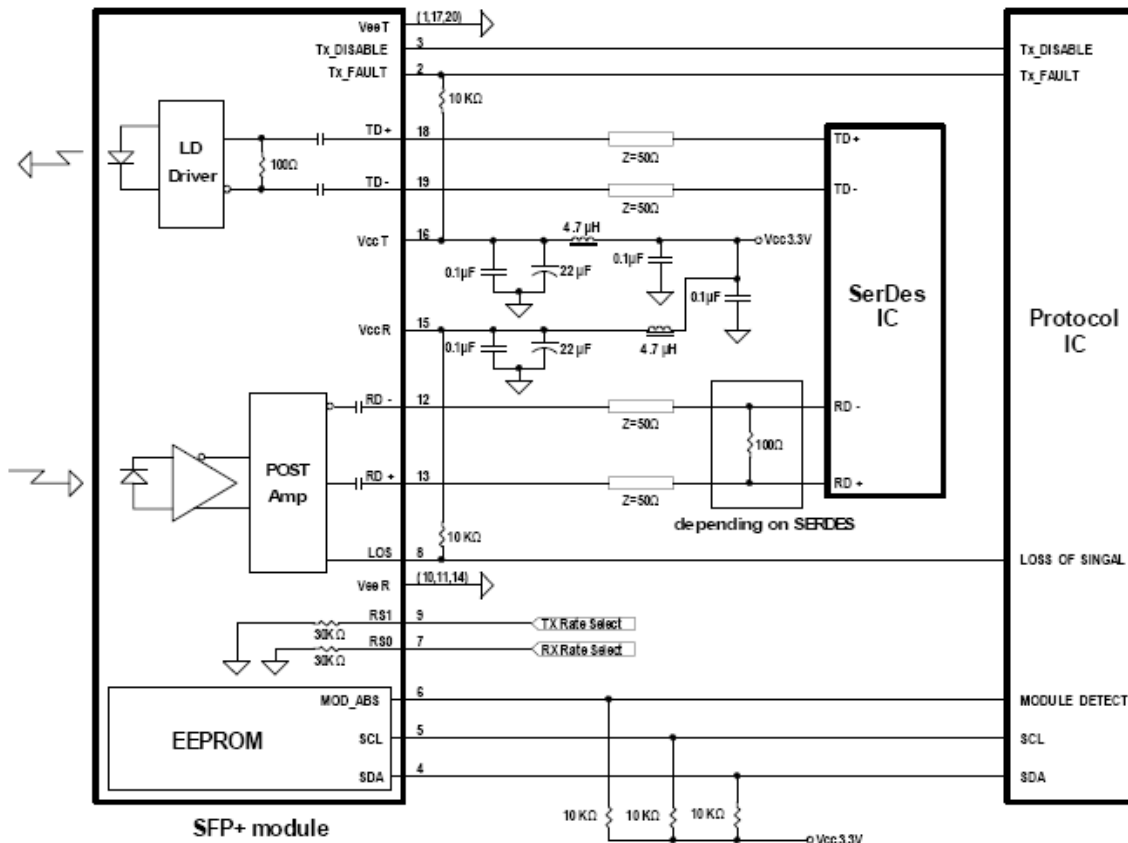 VeeT (1,17,20)
Tx_DISABLE 3 Tx_DISABLE
Tx_FAULT 2 Tx_FAULT
10 KΩ
LD
Driver
100Ω
TD+ 18 Z=50Ω TD+
TD- 19 Z=50Ω TD-
VccT 16 4.7 µH Vcc3.3V
0.1µF 22 µF 0.1µF 0.1µF
SerDes
IC
Protocol
IC
VccR 15 4.7 µH
0.1µF 22 µF
RD - 12 Z=50Ω RD -
100Ω
POST
Amp
RD + 13 Z=50Ω RD +
depending on SERDES
10 KΩ
LOS 8 LOSS OF SINGAL
VeeR (10,11,14)
RS1 9 TX Rate Select
30KΩ
RS0 7 RX Rate Select
30KΩ
MOD_ABS 6 MODULE DETECT
EEPROM
SCL 5 SCL
SDA 4 SDA
10 KΩ 10 KΩ 10 KΩ
Vcc3.3V
SFP+ module